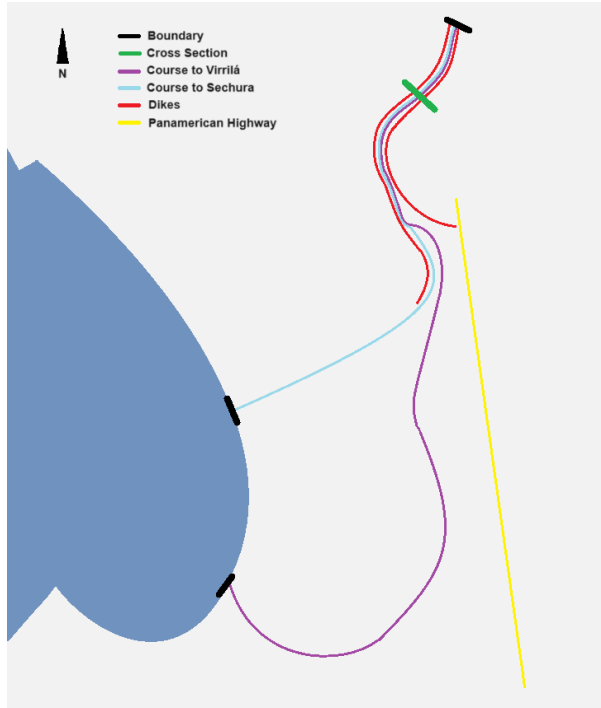 Boundary
Cross Section
Course to Virrilá
Course to Sechura
Dikes
Panamerican Highway
N